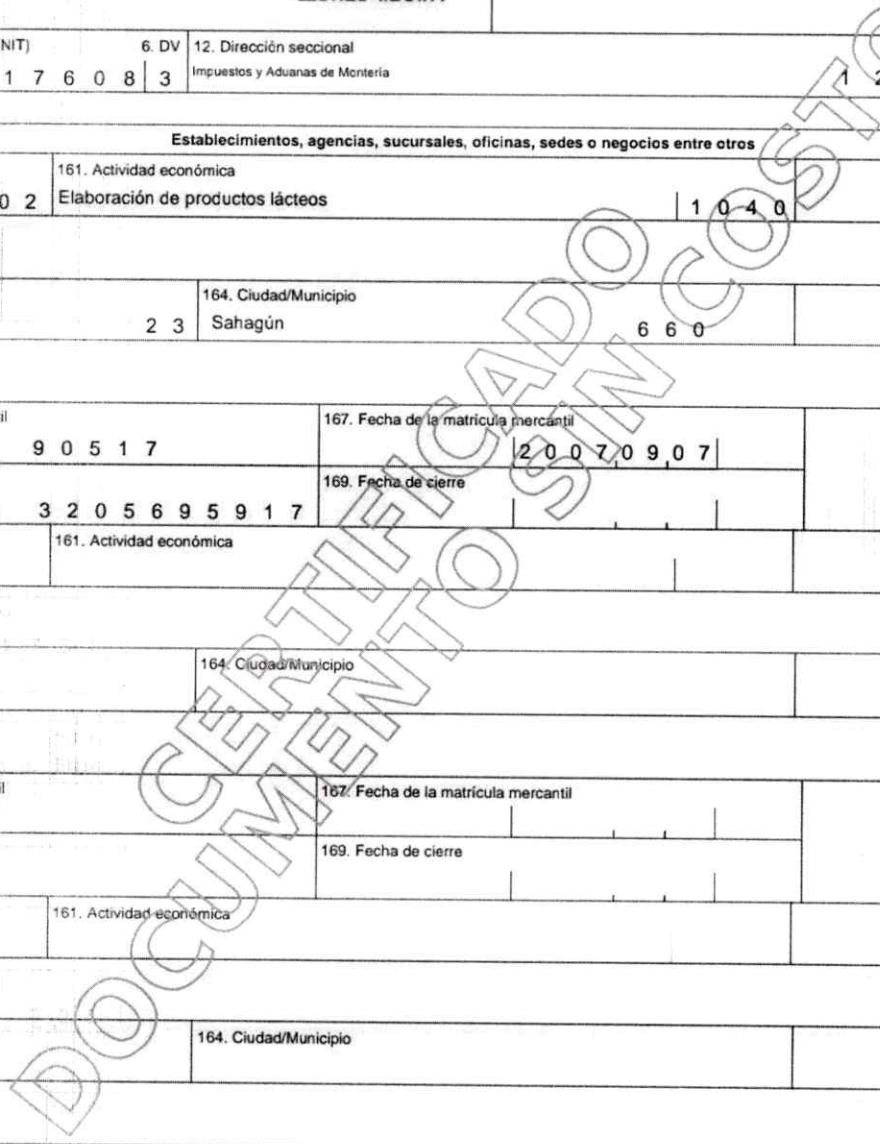 NIT) 6. DV 12. Dirección seccional
1 7 6 0 8 3 Impuestos y Aduanas de Montería 1 2
Establecimientos, agencias, sucursales, oficinas, sedes o negocios entre otros
161. Actividad económica
0 2 Elaboración de productos lácteos 1 0 4 0
164. Ciudad/Municipio
2 3 Sahagún 6 6 0
il 167. Fecha de la matrícula mercantil
9 0 5 1 7 2 0 0 7 0 9 0 7
169. Fecha de cierre
3 2 0 5 6 9 5 9 1 7
161. Actividad económica
164. Ciudad/Municipio
il 167. Fecha de la matrícula mercantil
169. Fecha de cierre
161. Actividad económica
164. Ciudad/Municipio
CERTIFICADO
DOCUMENTO SIN COSTO